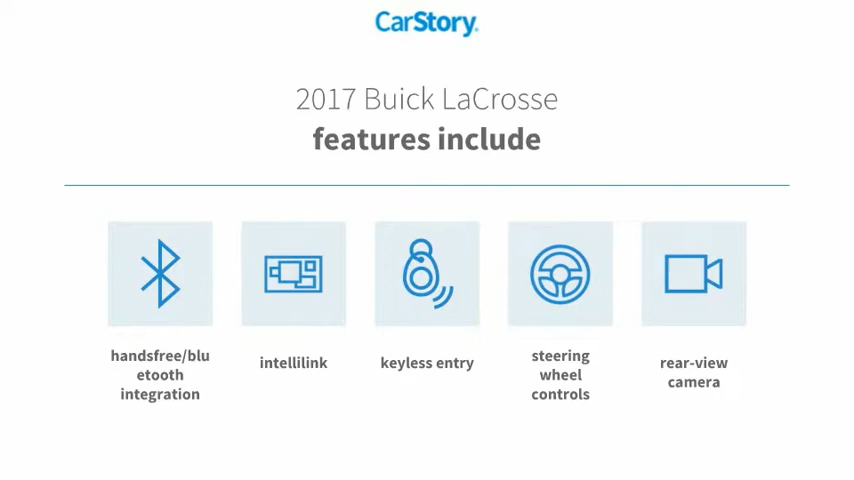 CarStory.
2017 Buick LaCrosse
features include
handsfree/blu
etooth
integration
intellilink
keyless entry
steering
wheel
controls
rear-view
camera